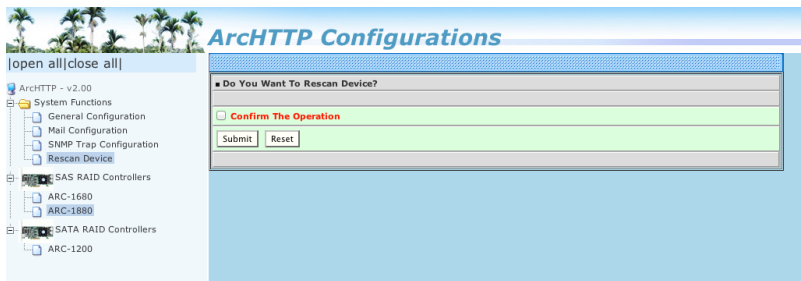 ArcHTTP Configurations
|open all|close all|
ArcHTTP - v2.00
System Functions
General Configuration
Mail Configuration
SNMP Trap Configuration
Rescan Device
SAS RAID Controllers
ARC-1680
ARC-1880
SATA RAID Controllers
ARC-1200
Do You Want To Rescan Device?
Confirm The Operation
Submit Reset